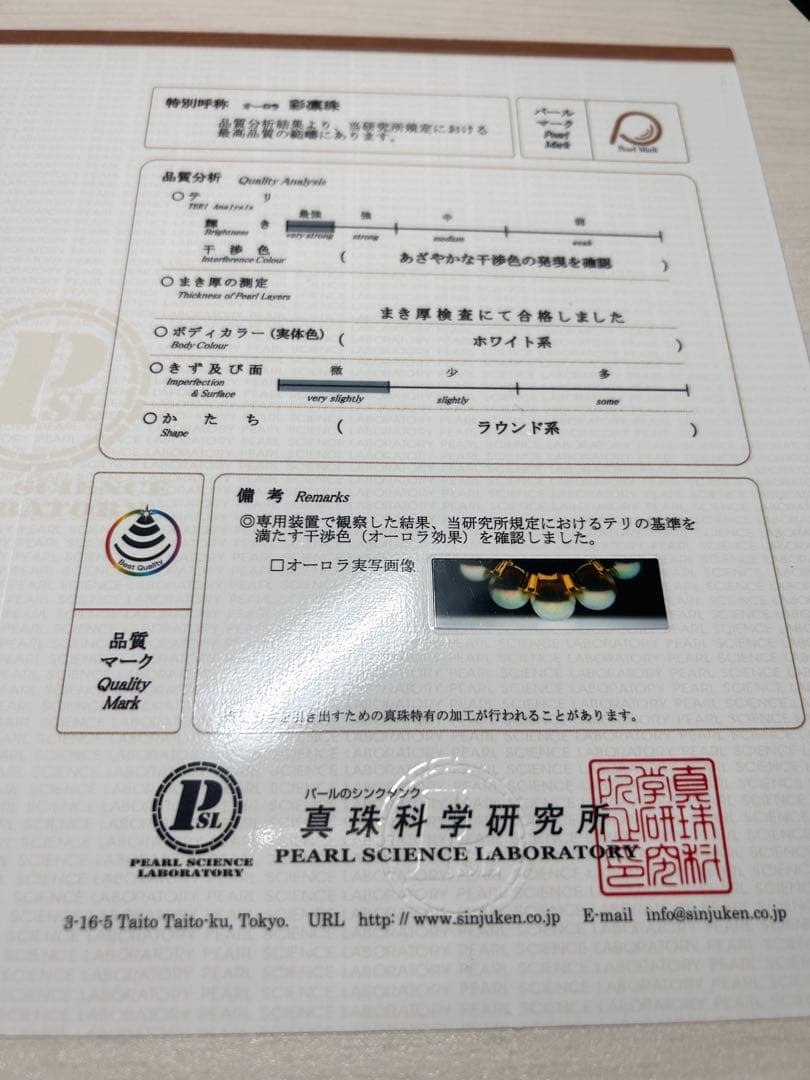 特別呼称 オーロラ 彩凛珠
品質分析結果より、当研究所規定における
最高品質の範疇にあります。
パール
マーク
Pearl
Mark
Pearl Mark
品質分析 Quality Analysis
○テリ
TERI Analysis
輝き
Brightness
最強 強 中 弱
very strong strong medium weak
干渉色
Interference Colour
( あざやかな干渉色の発現を確認 )
○まき厚の測定
Thickness of Pearl Layers
まき厚検査にて合格しました
○ボディカラー(実体色) ( ホワイト系 )
Body Colour
○きず及び面
Imperfection
& Surface
微 少 多
very slightly slightly some
○かたち ( ラウンド系 )
Shape
Best Quality
品質
マーク
Quality
Mark
備考 Remarks
◎専用装置で観察した結果、当研究所規定におけるテリの基準を
満たす干渉色(オーロラ効果)を確認しました。
□オーロラ実写画像
を引き出すための真珠特有の加工が行われることがあります。
PSL
PEARL SCIENCE
LABORATORY
パールのシンクタンク
真珠科学研究所
PEARL SCIENCE LABORATORY
真珠科
学研究
所之印
3-16-5 Taito Taito-ku, Tokyo. URL http://www.sinjuken.co.jp E-mail info@sinjuken.co.jp